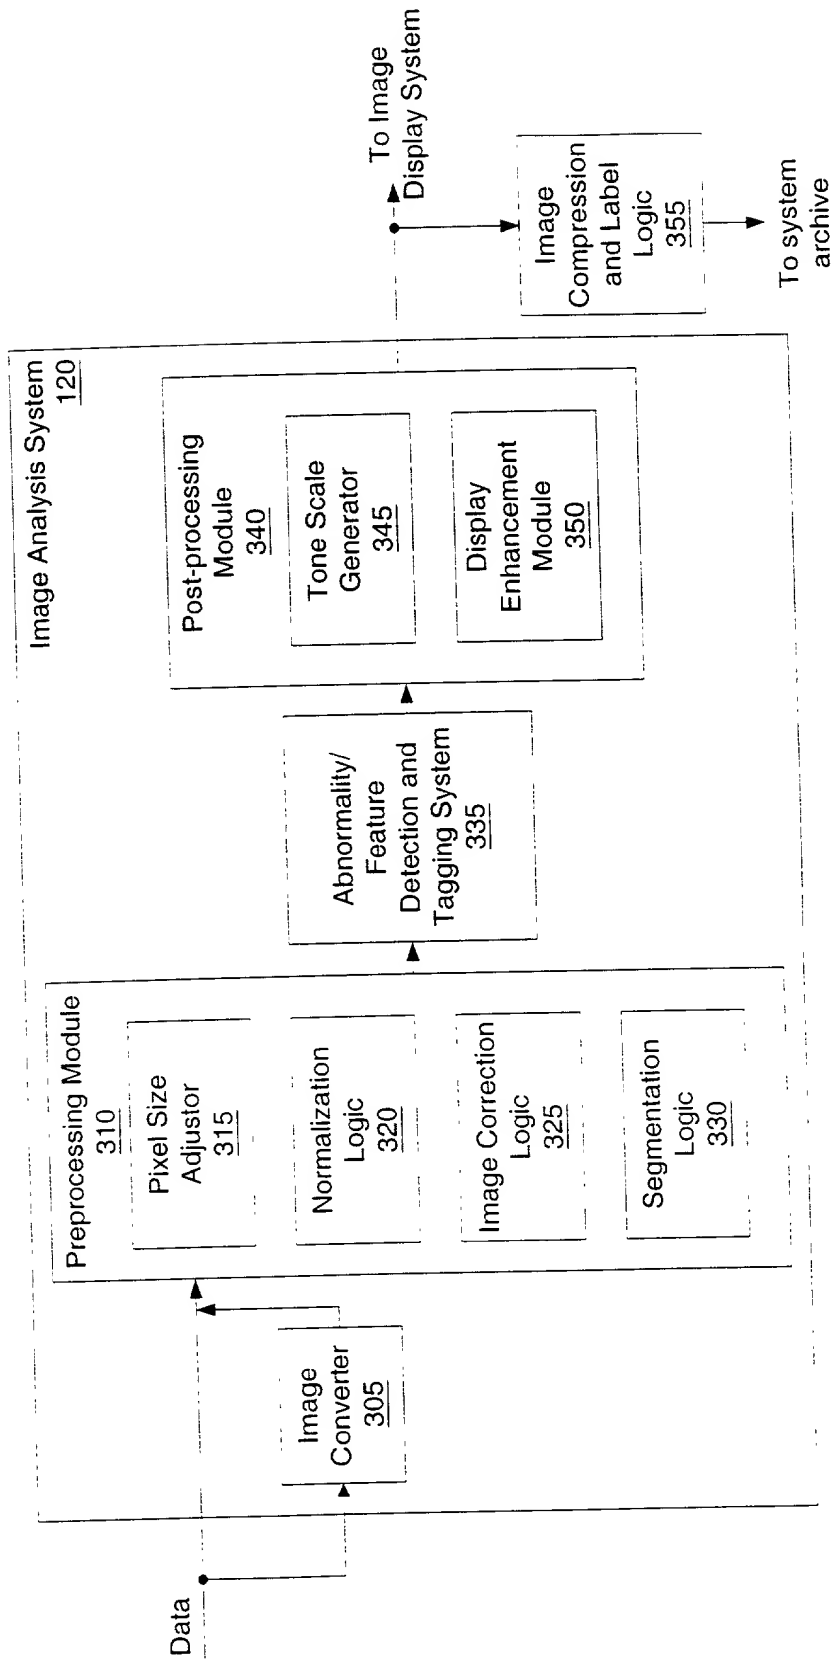 Data
Image Analysis System
120
Image
Converter
305
Preprocessing Module
310
Pixel Size
Adjustor
315
Normalization
Logic
320
Image Correction
Logic
325
Segmentation
Logic
330
Abnormality/
Feature
Detection and
Tagging System
335
Post-processing
Module
340
Tone Scale
Generator
345
Display
Enhancement
Module
350
To Image
Display System
Image
Compression
and Label
Logic
355
To system
archive